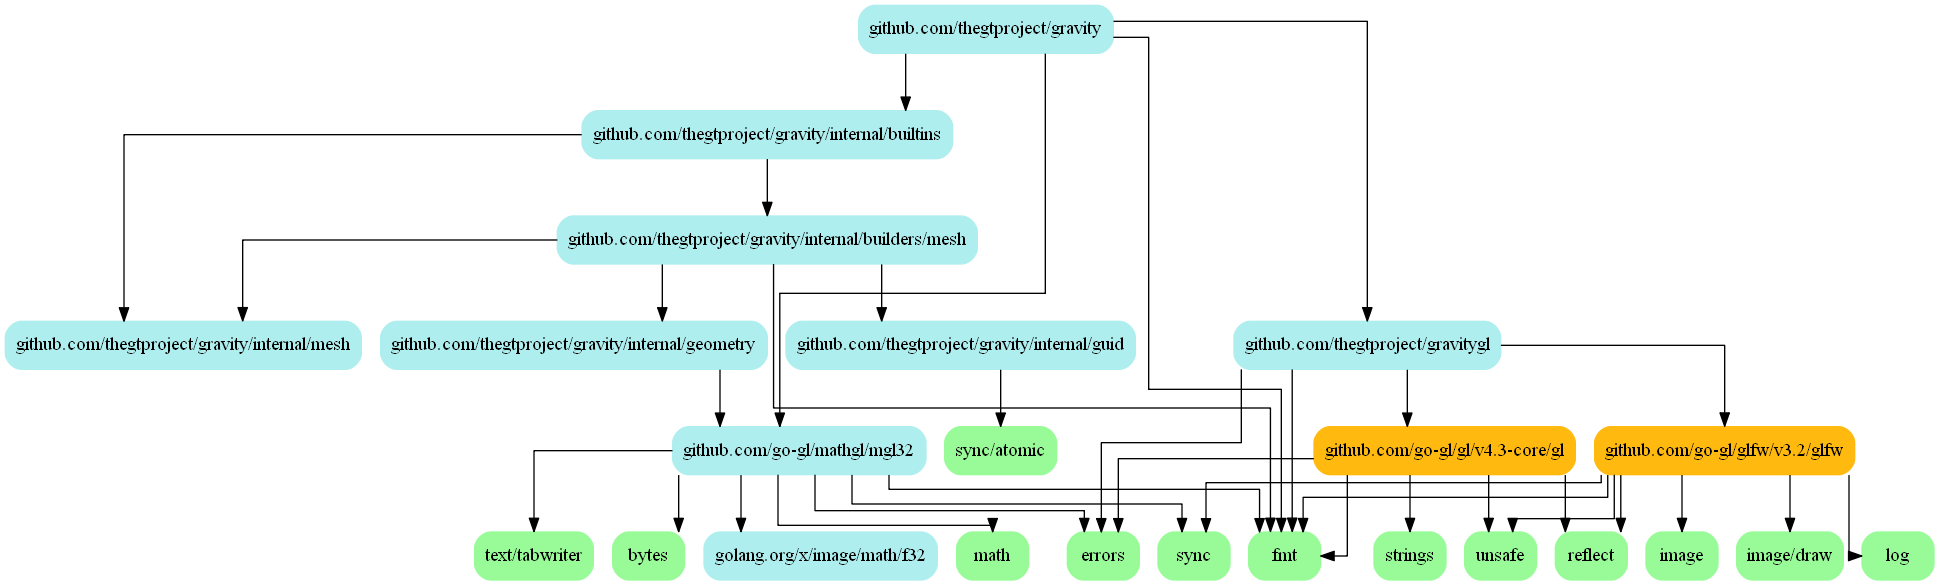 github.com/thegtproject/gravity
github.com/thegtproject/gravity/internal/builtins
github.com/thegtproject/gravity/internal/builders/mesh
github.com/thegtproject/gravity/internal/mesh
github.com/thegtproject/gravity/internal/geometry
github.com/thegtproject/gravity/internal/guid
github.com/thegtproject/gravitygl
github.com/go-gl/mathgl/mgl32
sync/atomic
github.com/go-gl/gl/v4.3-core/gl
github.com/go-gl/glfw/v3.2/glfw
text/tabwriter
bytes
golang.org/x/image/math/f32
math
errors
sync
fmt
strings
unsafe
reflect
image
image/draw
log